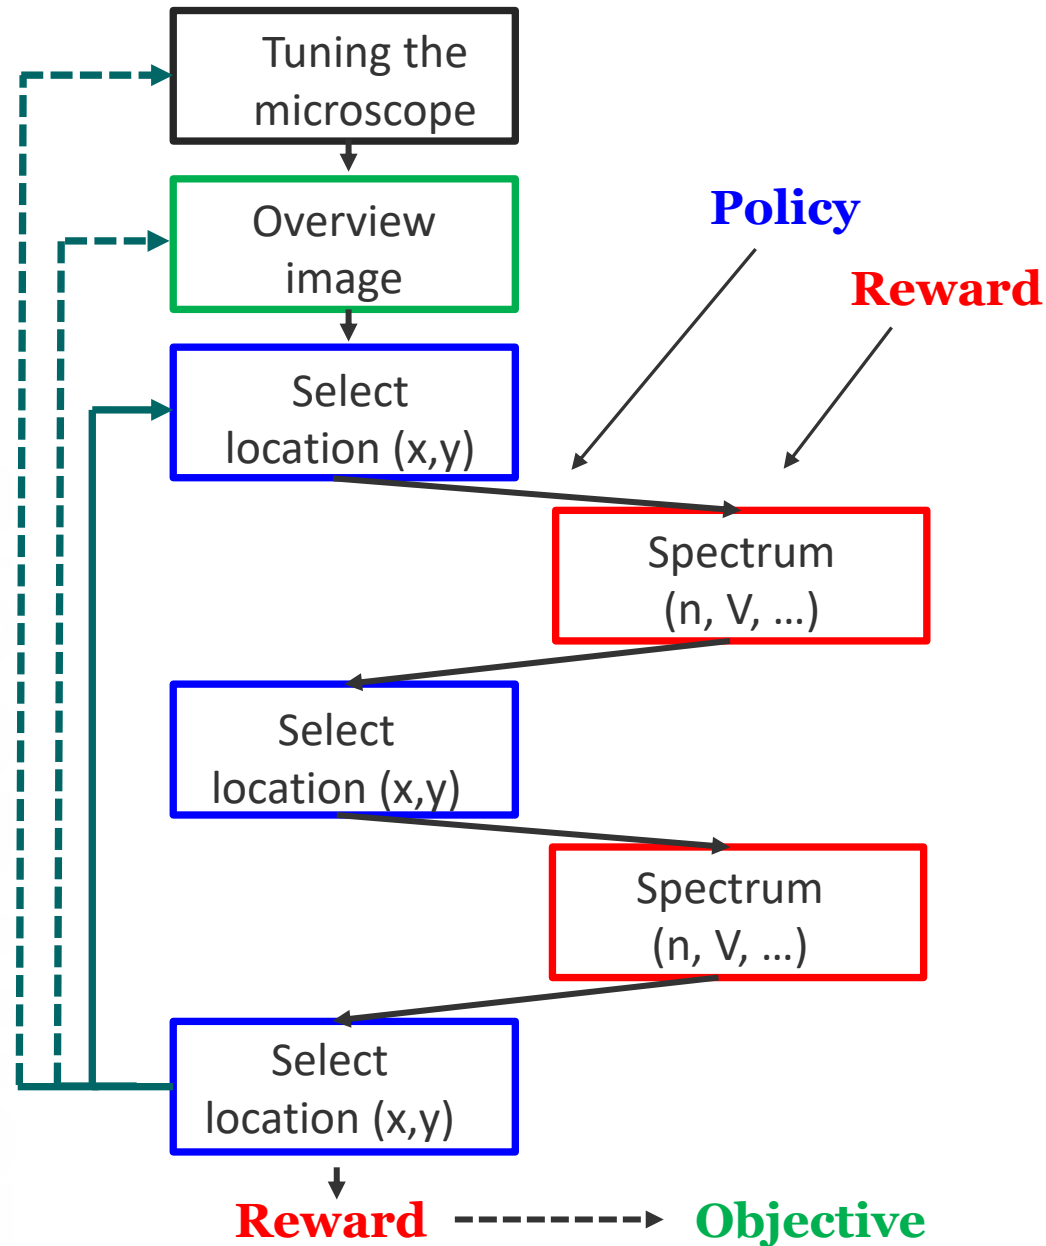 Tuning the
microscope
Overview
image
Policy
Reward
Select
location (x,y)
Spectrum
(n, V, ...)
Select
location (x,y)
Spectrum
(n, V, ...)
Select
location (x,y)
Reward
Objective